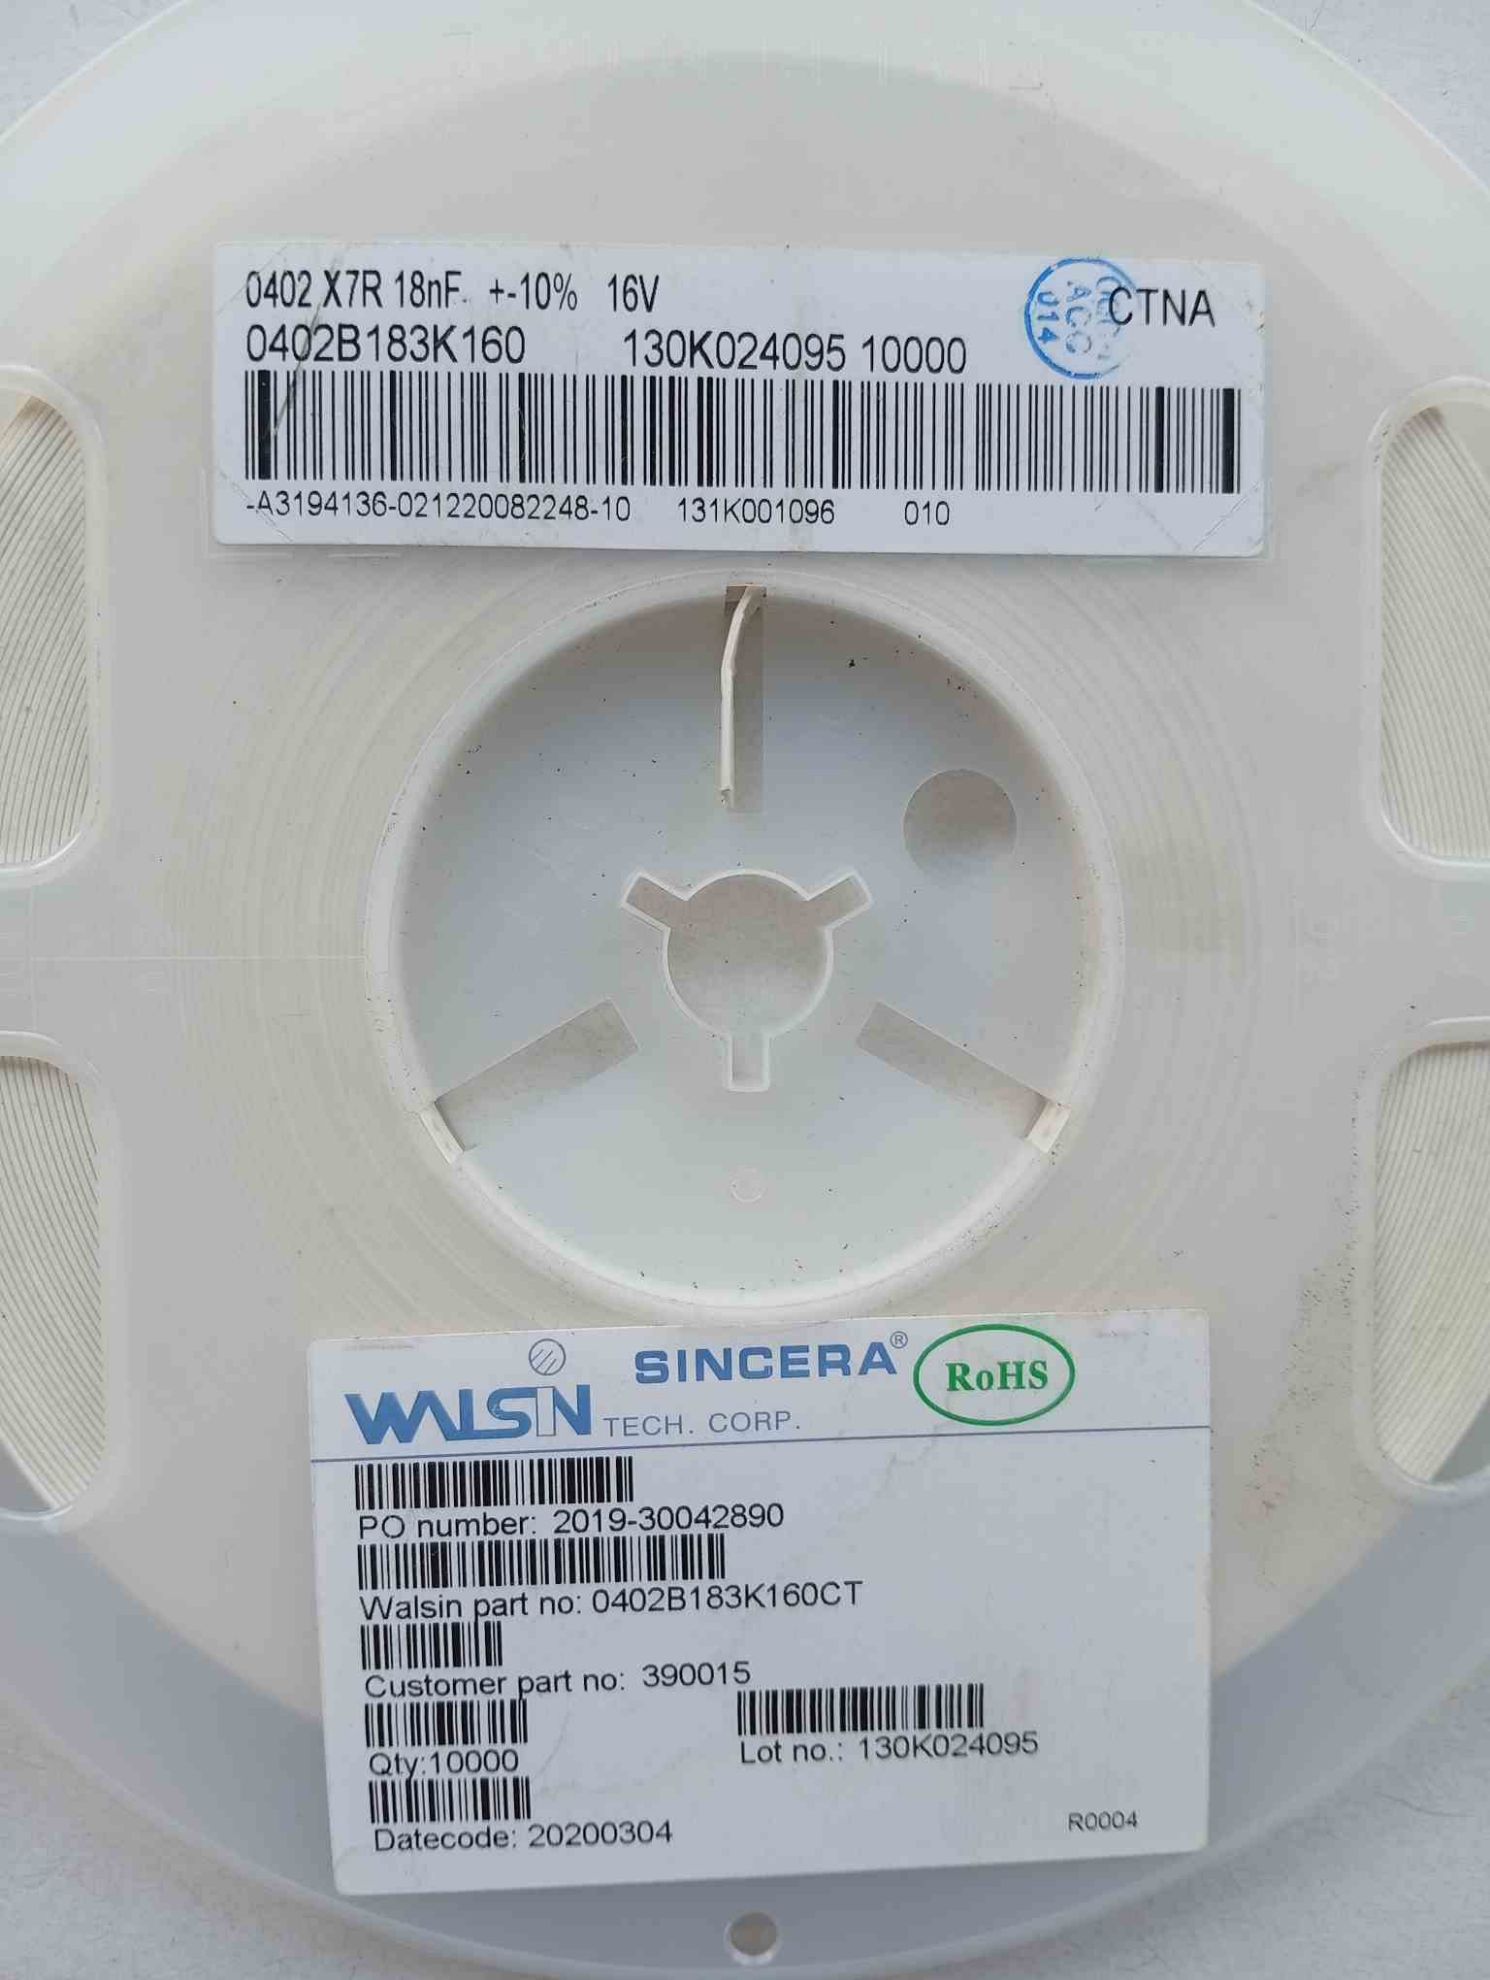 0402 X7R 18nF. +-10% 16V
CTNA
0402B183K160 130K024095 10000
ACC
014
-A3194136-021220082248-10 131K001096 010
WALSIN TECH. CORP.
SINCERA®
RoHS
PO number: 2019-30042890
Walsin part no: 0402B183K160CT
Customer part no: 390015
Qty:10000
Lot no.: 130K024095
Datecode: 20200304
R0004